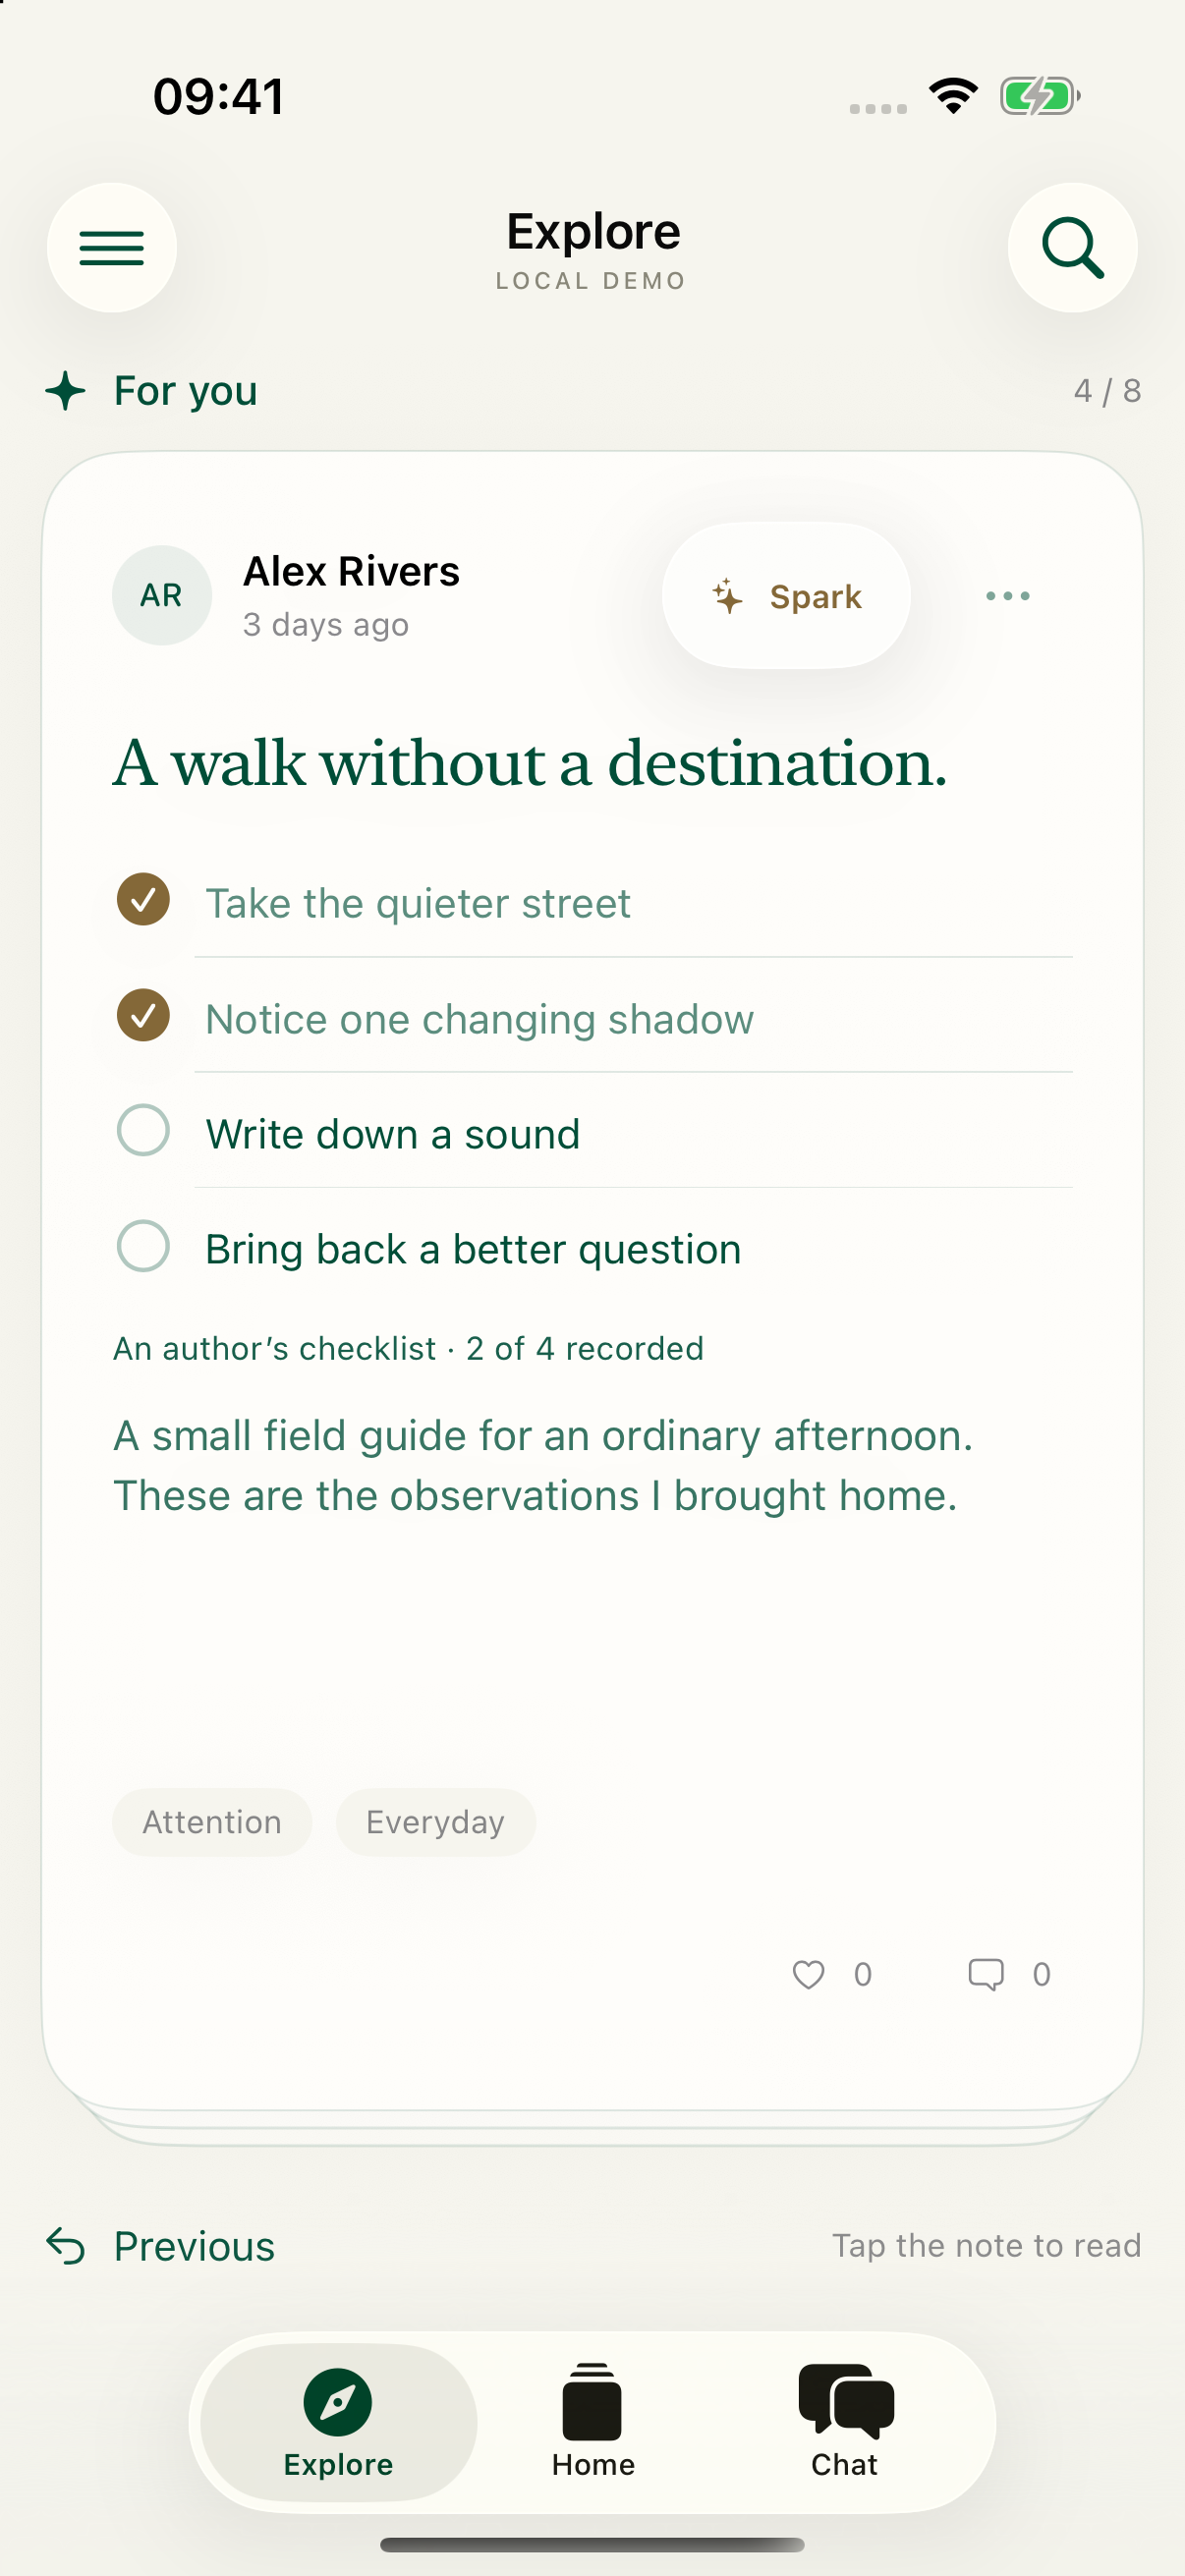 09:41
Explore
LOCAL DEMO
For you
4 / 8
AR
Alex Rivers
3 days ago
Spark
A walk without a destination.
Take the quieter street
Notice one changing shadow
Write down a sound
Bring back a better question
An author’s checklist · 2 of 4 recorded
A small field guide for an ordinary afternoon.
These are the observations I brought home.
Attention
Everyday
0
0
Previous
Tap the note to read
Explore
Home
Chat